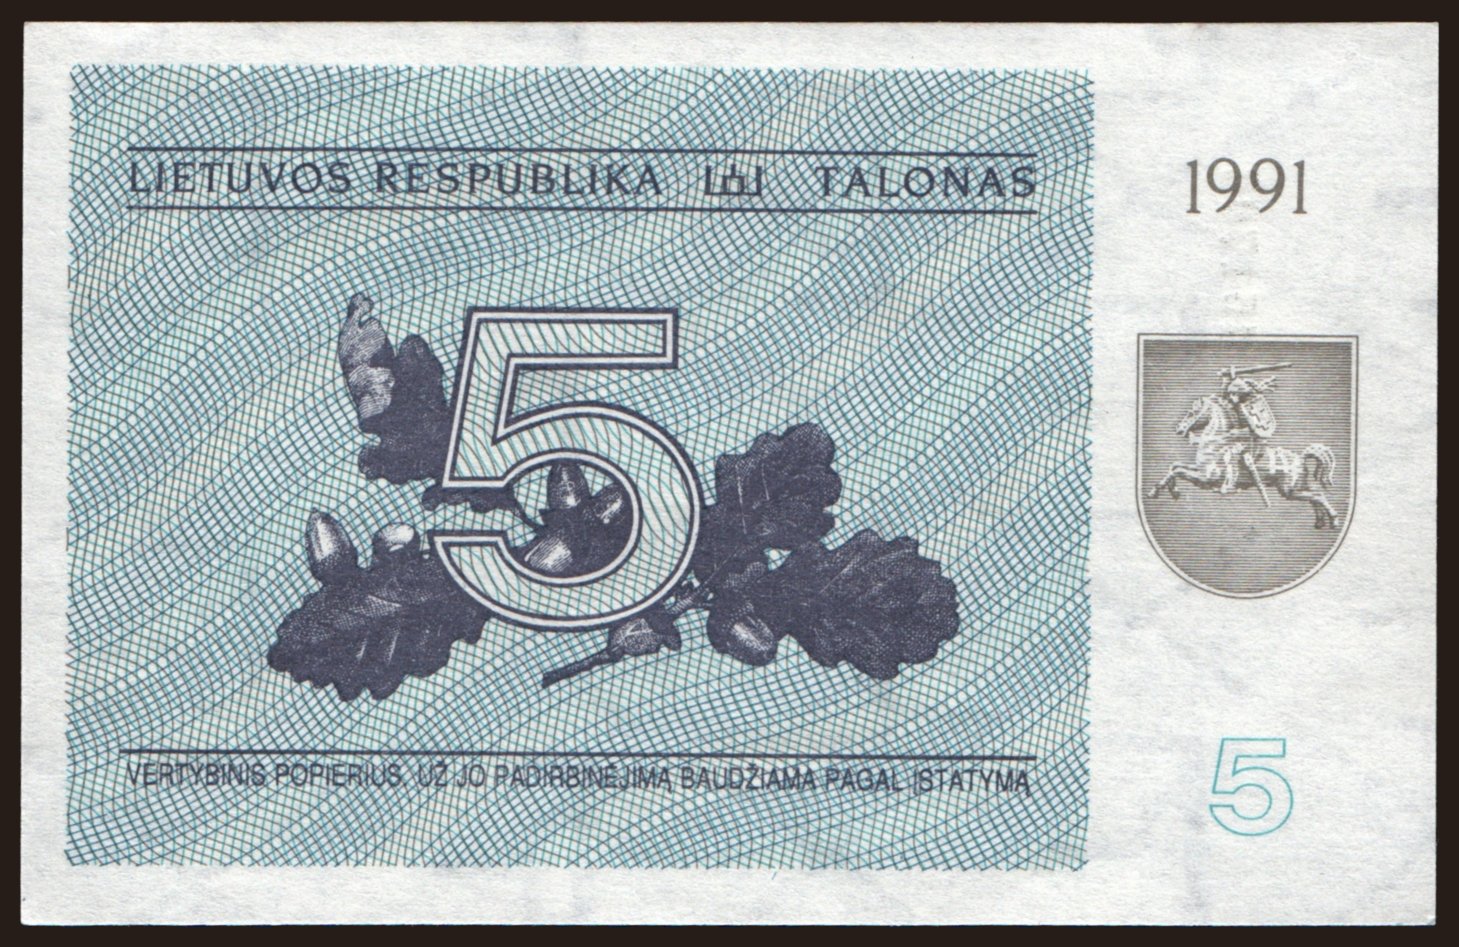 LIETUVOS RESPUBLIKA TALONAS
1991
5
VERTYBINIS POPIERIUS. UŽ JO PADIRBINĖJIMĄ BAUDŽIAMA PAGAL ĮSTATYMĄ
5